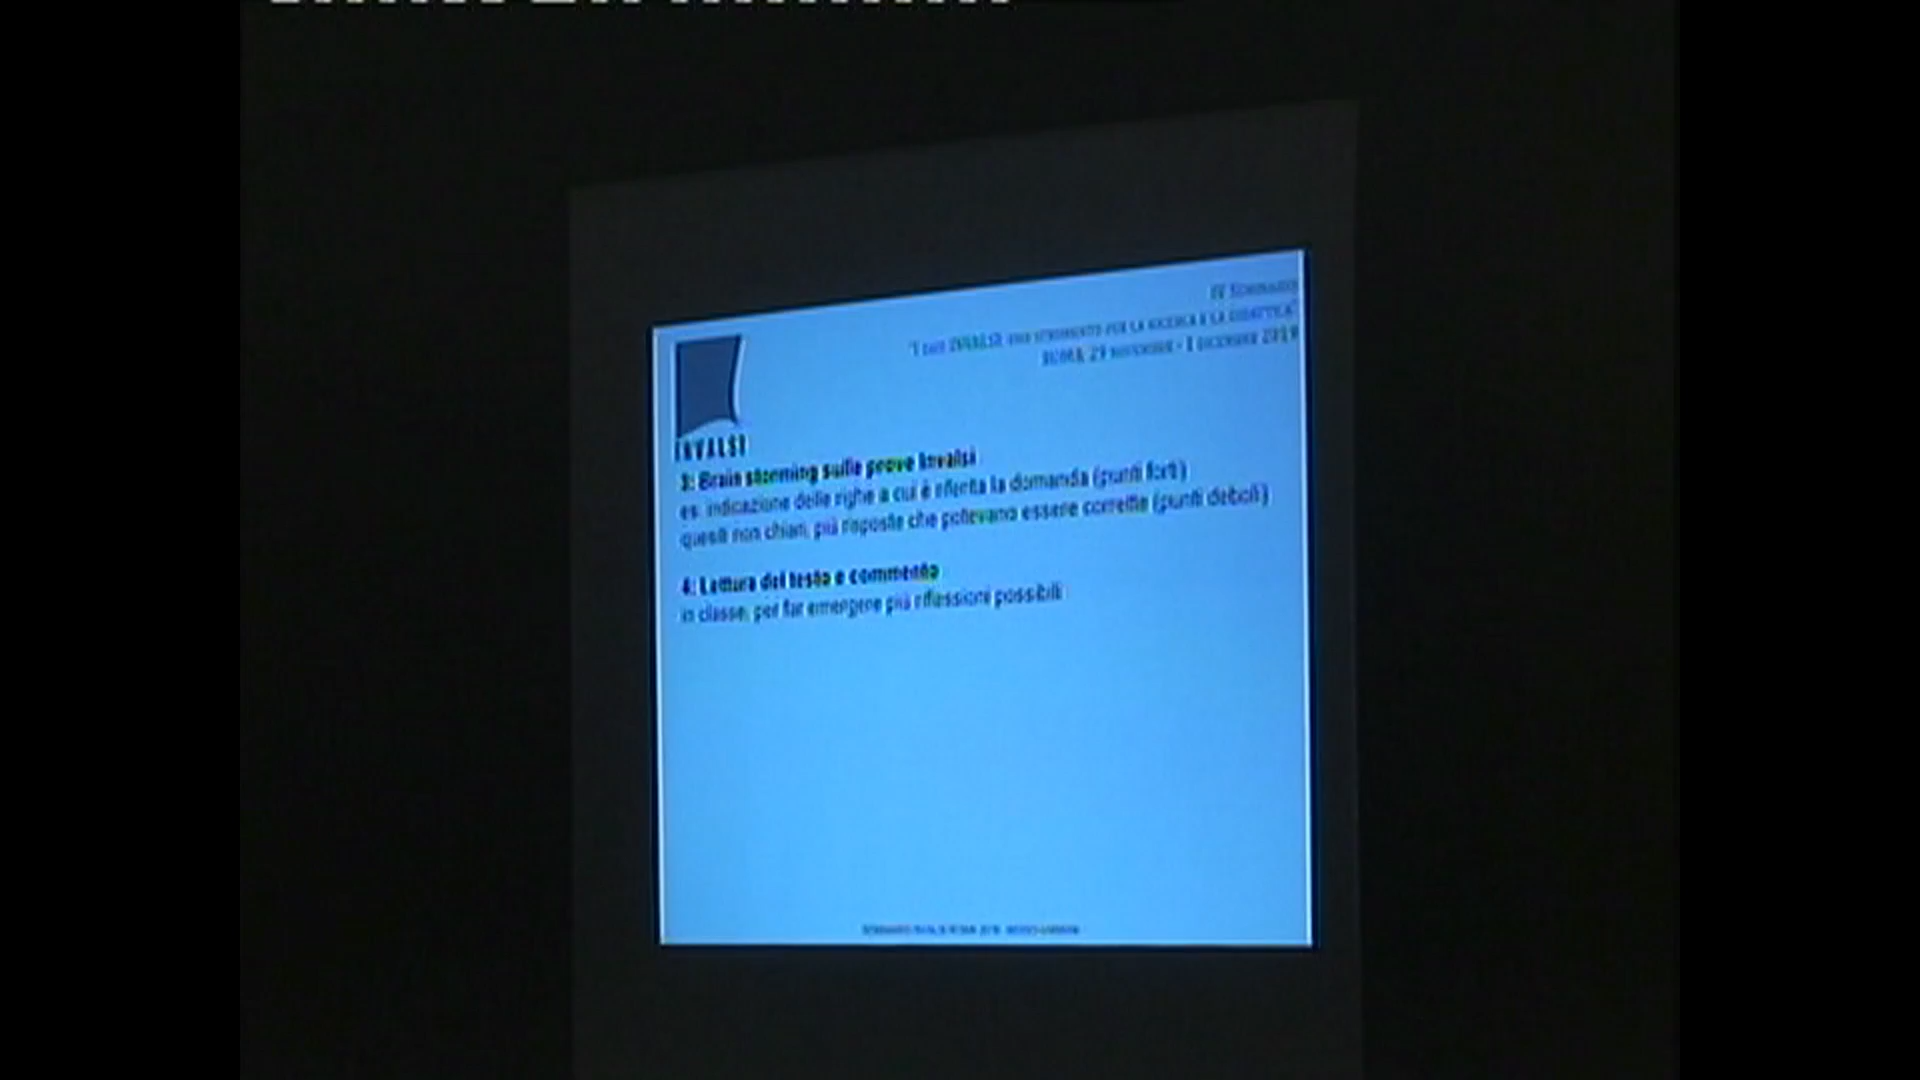 IV SEMINARIO
"I DATI INVALSI: UNO STRUMENTO PER LA RICERCA E LA DIDATTICA"
ROMA, 29 NOVEMBRE - 1 DICEMBRE 2019
INVALSI
3: Brain storming sulle prove Invalsi
es. indicazione delle righe a cui è riferita la domanda (punti forti)
quesiti non chiari, più risposte che potevano essere corrette (punti deboli)
4: Lettura del testo e commento
in classe, per far emergere più riflessioni possibili